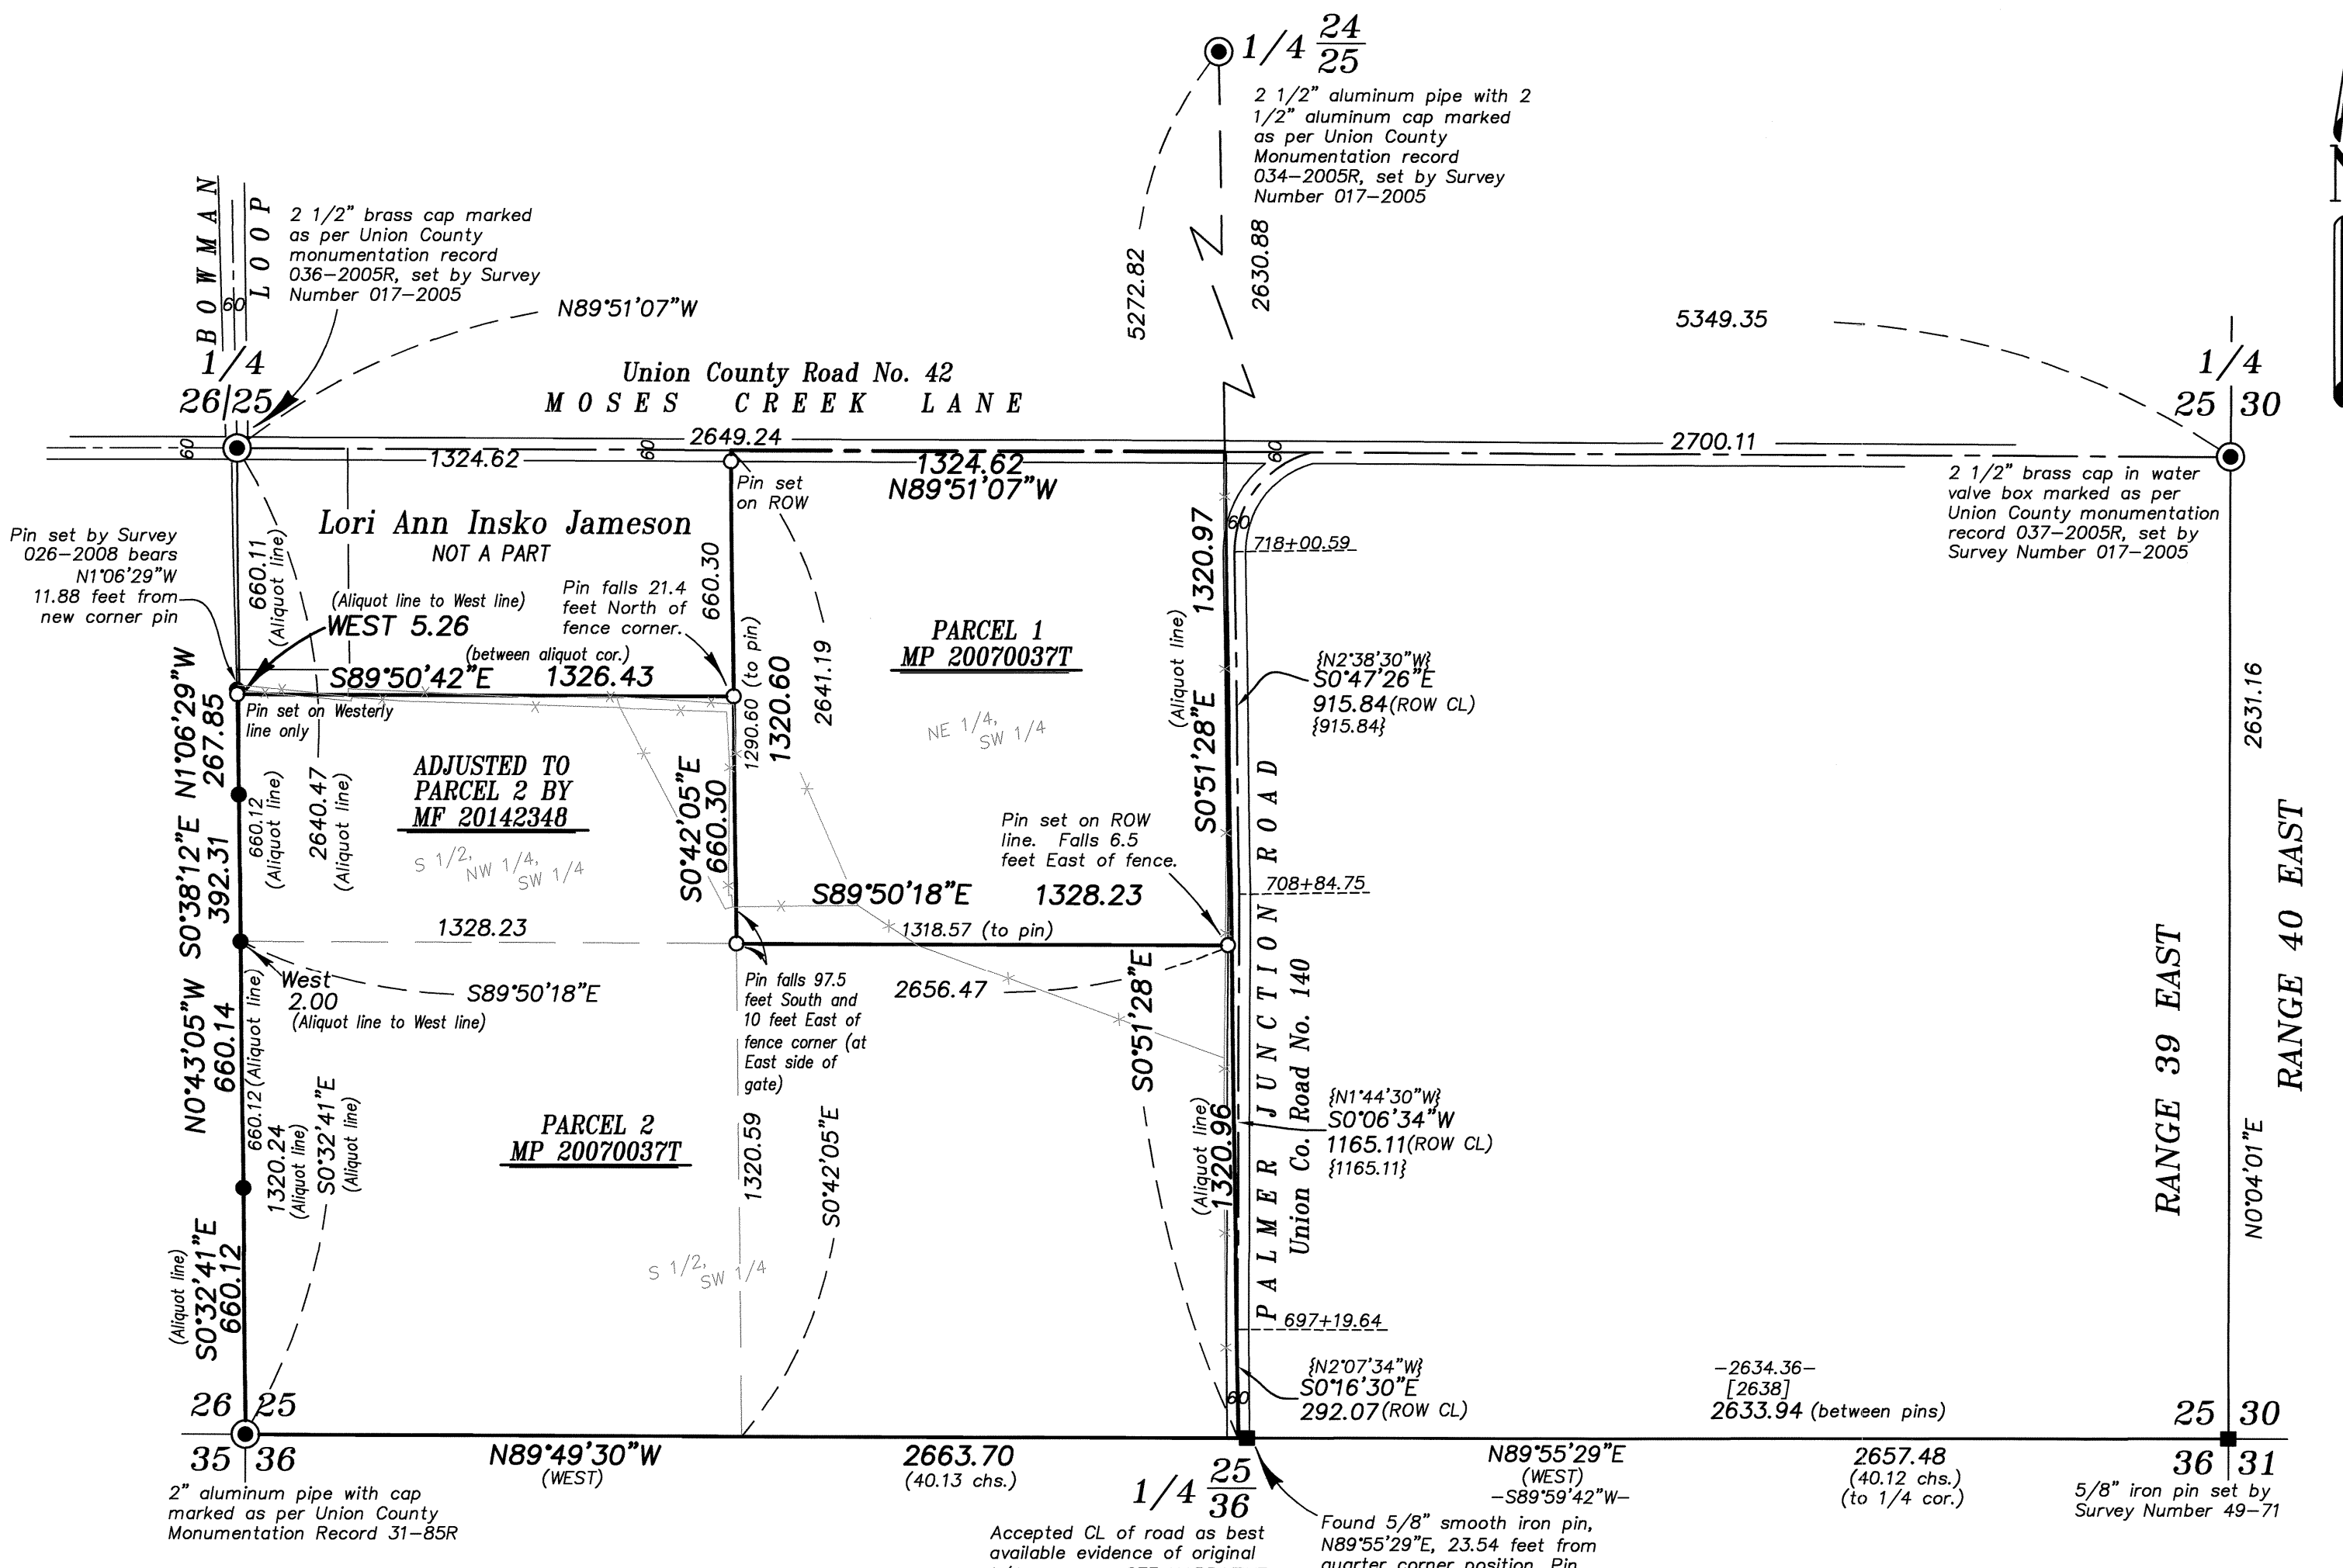 1/4 24
25
2 1/2" aluminum pipe with 2
1/2" aluminum cap marked
as per Union County
Monumentation record
034-2005R, set by Survey
Number 017-2005
N
BOWMAN
LOOP
60
2 1/2" brass cap marked
as per Union County
monumentation record
036-2005R, set by Survey
Number 017-2005
N89°51'07"W
5272.82
2630.88
5349.35
1/4
26|25
1/4
25|30
Union County Road No. 42
MOSES CREEK LANE
60
60
60
2649.24
2700.11
1324.62
1324.62
N89°51'07"W
Pin set
on ROW
2 1/2" brass cap in water
valve box marked as per
Union County monumentation
record 037-2005R, set by
Survey Number 017-2005
Lori Ann Insko Jameson
NOT A PART
Pin set by Survey
026-2008 bears
N1°06'29"W
11.88 feet from
new corner pin
660.11
(Aliquot line)
(Aliquot line to West line)
WEST 5.26
Pin falls 21.4
feet North of
fence corner.
660.30
(between aliquot cor.)
S89°50'42"E 1326.43
Pin set on Westerly
line only
1290.60 (to pin)
1320.60
2641.19
PARCEL 1
MP 20070037T
NE 1/4,
SW 1/4
60
718+00.59
1320.97
(Aliquot line)
S0°51'28"E
{N2°38'30"W}
S0°47'26"E
915.84(ROW CL)
{915.84}
2631.16
N1°06'29"W
267.85
ADJUSTED TO
PARCEL 2 BY
MF 20142348
S 1/2,
NW 1/4,
SW 1/4
660.12
(Aliquot line)
2640.47
(Aliquot line)
S0°42'05"E
660.30
S0°38'12"E
392.31
Pin set on ROW
line. Falls 6.5
feet East of fence.
S89°50'18"E 1328.23
1318.57 (to pin)
708+84.75
1328.23
West
2.00
(Aliquot line to West line)
S89°50'18"E
2656.47
Pin falls 97.5
feet South and
10 feet East of
fence corner (at
East side of
gate)
PALMER JUNCTION ROAD
Union Co. Road No. 140
RANGE 39 EAST
RANGE 40 EAST
N0°43'05"W
660.14
660.12 (Aliquot line)
1320.24
(Aliquot line)
S0°32'41"E
(Aliquot line)
PARCEL 2
MP 20070037T
1320.59
S0°42'05"E
S0°51'28"E
(Aliquot line)
1320.96
{N1°44'30"W}
S0°06'34"W
1165.11(ROW CL)
{1165.11}
N0°04'01"E
S 1/2,
SW 1/4
(Aliquot line)
S0°32'41"E
660.12
697+19.64
60
{N2°07'34"W}
S0°16'30"E
292.07(ROW CL)
-2634.36-
[2638]
2633.94 (between pins)
26 25
35 36
25 30
36 31
N89°49'30"W
(WEST)
2663.70
(40.13 chs.)
1/4 25
36
N89°55'29"E
(WEST)
-S89°59'42"W-
2657.48
(40.12 chs.)
(to 1/4 cor.)
2" aluminum pipe with cap
marked as per Union County
Monumentation Record 31-85R
5/8" iron pin set by
Survey Number 49-71
Accepted CL of road as best
available evidence of original
Found 5/8" smooth iron pin,
N89°55'29"E, 23.54 feet from
quarter corner position. Pin